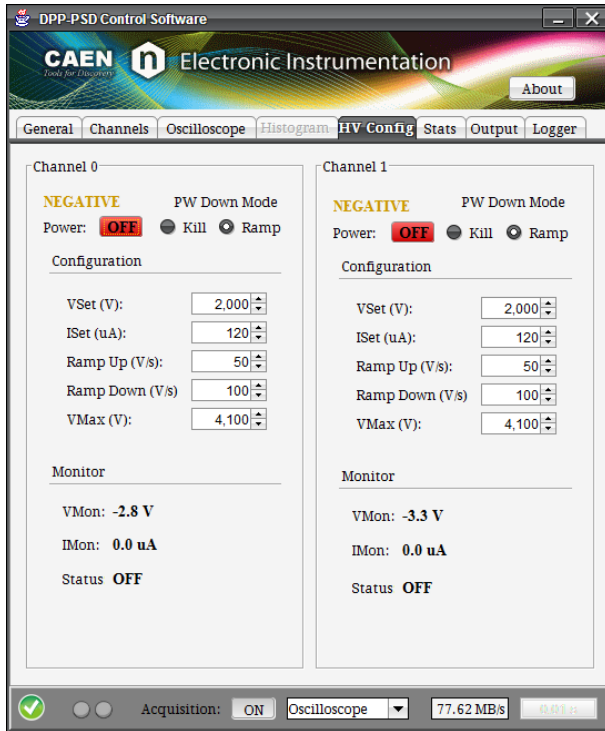 DPP-PSD Control Software
CAEN n Electronic Instrumentation
Tools for Discovery
About
General Channels Oscilloscope Histogram HV Config Stats Output Logger
Channel 0
NEGATIVE PW Down Mode
Power: OFF Kill Ramp
Configuration
VSet (V): 2,000
ISet (uA): 120
Ramp Up (V/s): 50
Ramp Down (V/s) 100
VMax (V): 4,100
Monitor
VMon: -2.8 V
IMon: 0.0 uA
Status OFF
Channel 1
NEGATIVE PW Down Mode
Power: OFF Kill Ramp
Configuration
VSet (V): 2,000
ISet (uA): 120
Ramp Up (V/s): 50
Ramp Down (V/s) 100
VMax (V): 4,100
Monitor
VMon: -3.3 V
IMon: 0.0 uA
Status OFF
Acquisition: ON Oscilloscope 77.62 MB/s